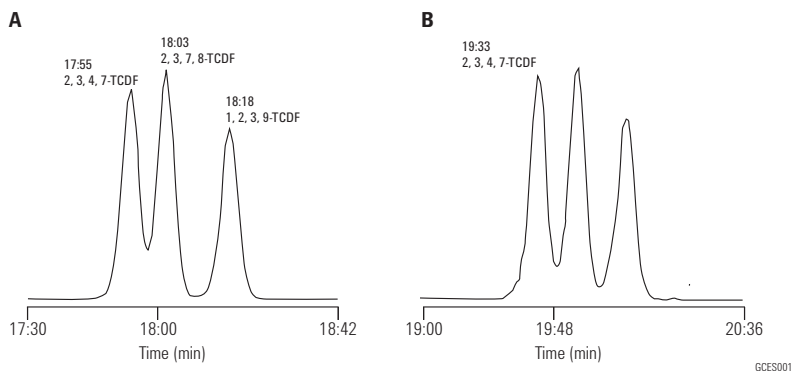 A
17:55
2, 3, 4, 7-TCDF
18:03
2, 3, 7, 8-TCDF
18:18
1, 2, 3, 9-TCDF
17:30
18:00
18:42
Time (min)
B
19:33
2, 3, 4, 7-TCDF
19:00
19:48
20:36
Time (min)
GCES001